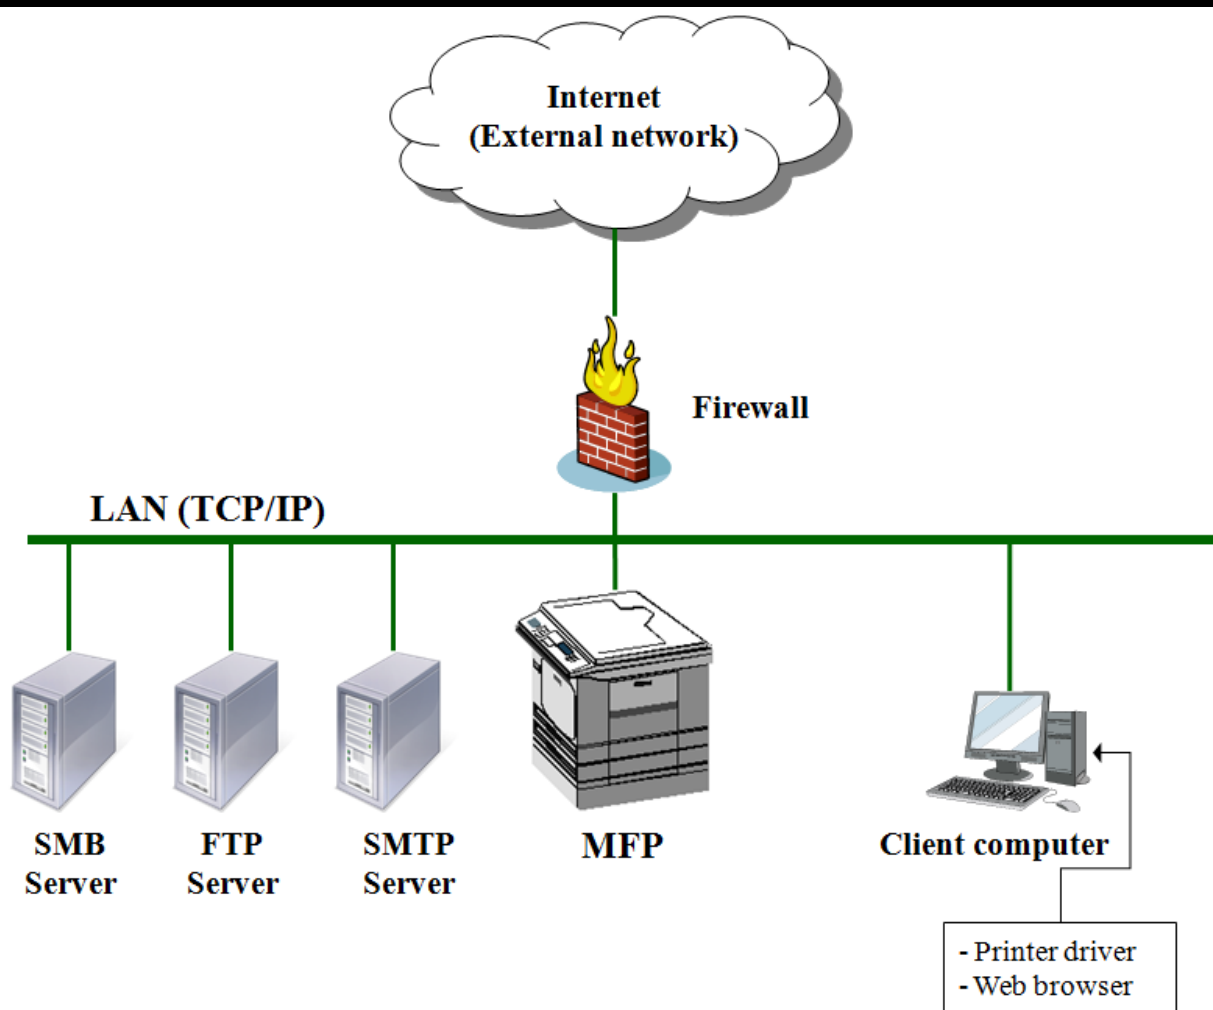 Internet
(External network)
Firewall
LAN (TCP/IP)
SMB
Server
FTP
Server
SMTP
Server
MFP
Client computer
- Printer driver
- Web browser